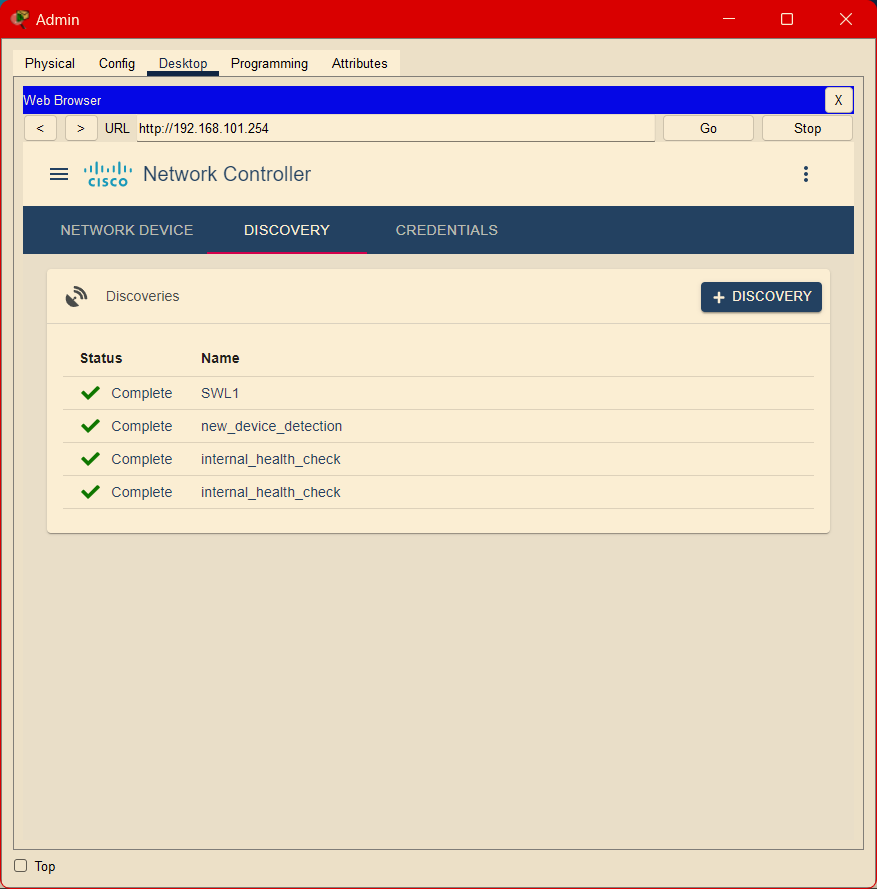 Admin
Physical Config Desktop Programming Attributes
Web Browser X
< > URL http://192.168.101.254 Go Stop
CISCO Network Controller
NETWORK DEVICE DISCOVERY CREDENTIALS
Discoveries + DISCOVERY
Status Name
Complete SWL1
Complete new_device_detection
Complete internal_health_check
Complete internal_health_check
Top